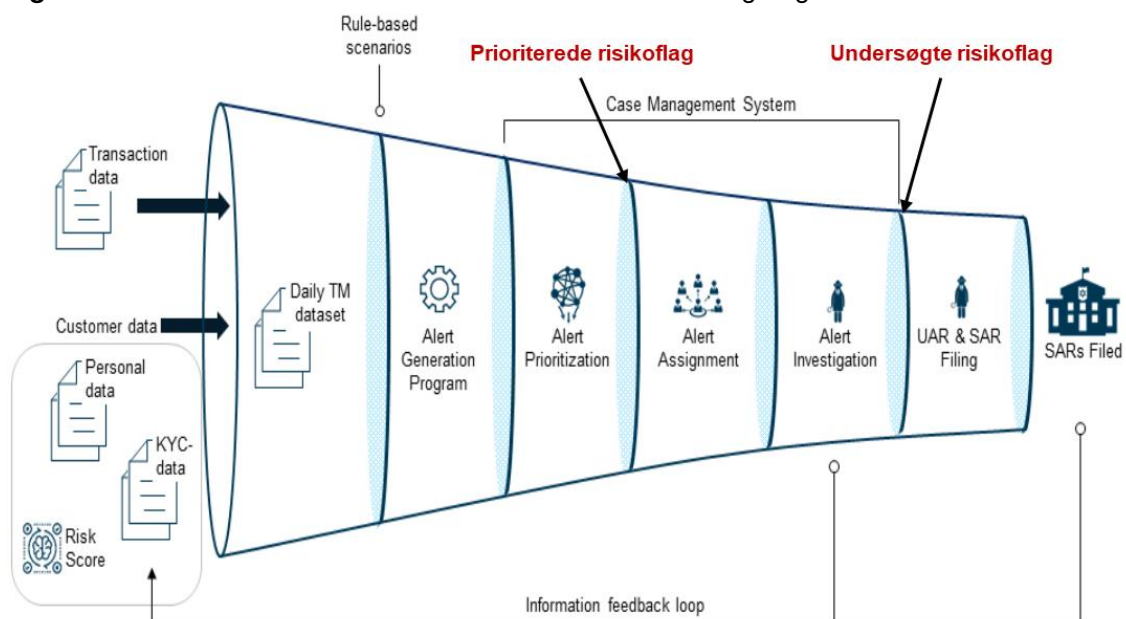 Rule-based
scenarios
Prioriterede risikoflag
Undersøgte risikoflag
Case Management System
Transaction
data
Daily TM
dataset
Customer data
Personal
data
KYC-
data
Risk
Score
Alert
Generation
Program
Alert
Prioritization
Alert
Assignment
Alert
Investigation
UAR & SAR
Filing
SARs Filed
Information feedback loop